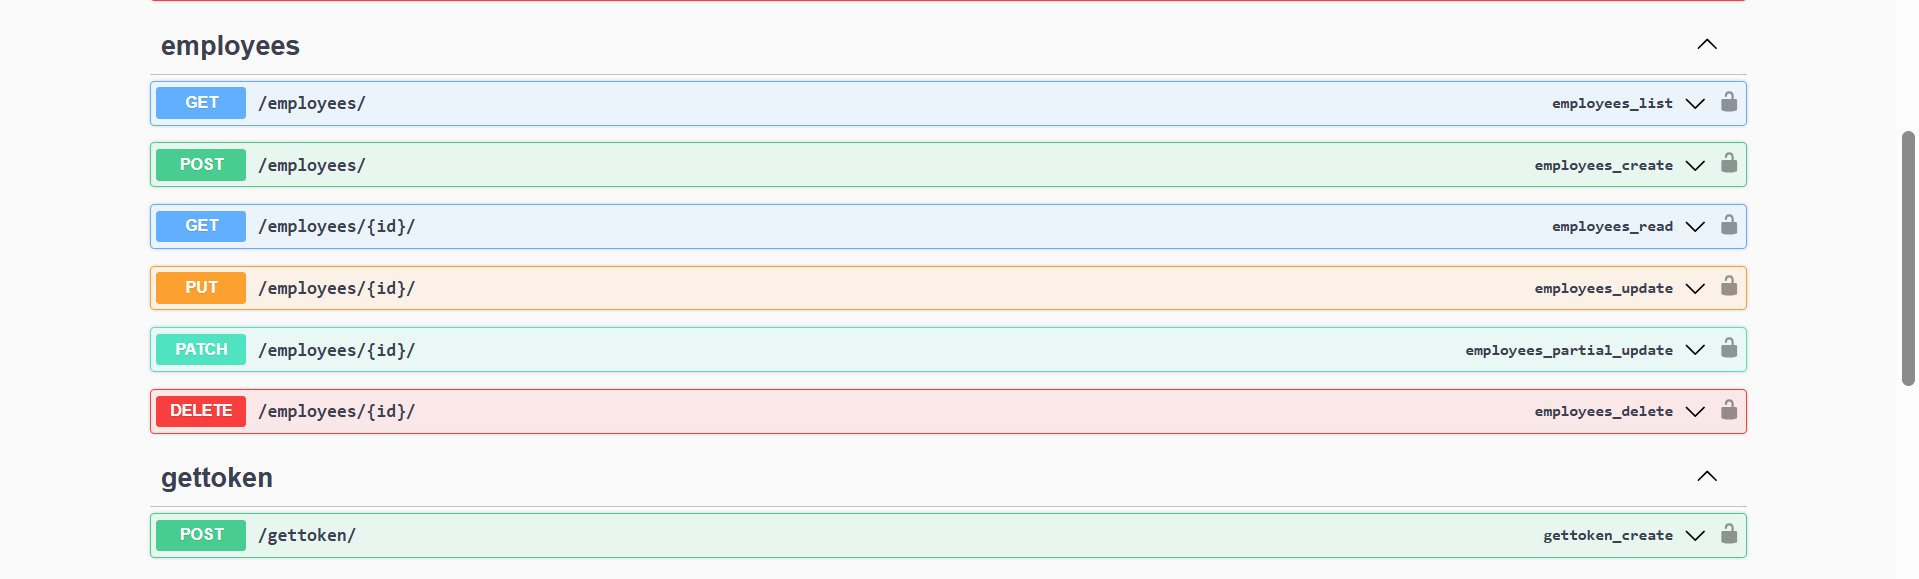 employees
GET /employees/ employees_list
POST /employees/ employees_create
GET /employees/{id}/ employees_read
PUT /employees/{id}/ employees_update
PATCH /employees/{id}/ employees_partial_update
DELETE /employees/{id}/ employees_delete
gettoken
POST /gettoken/ gettoken_create